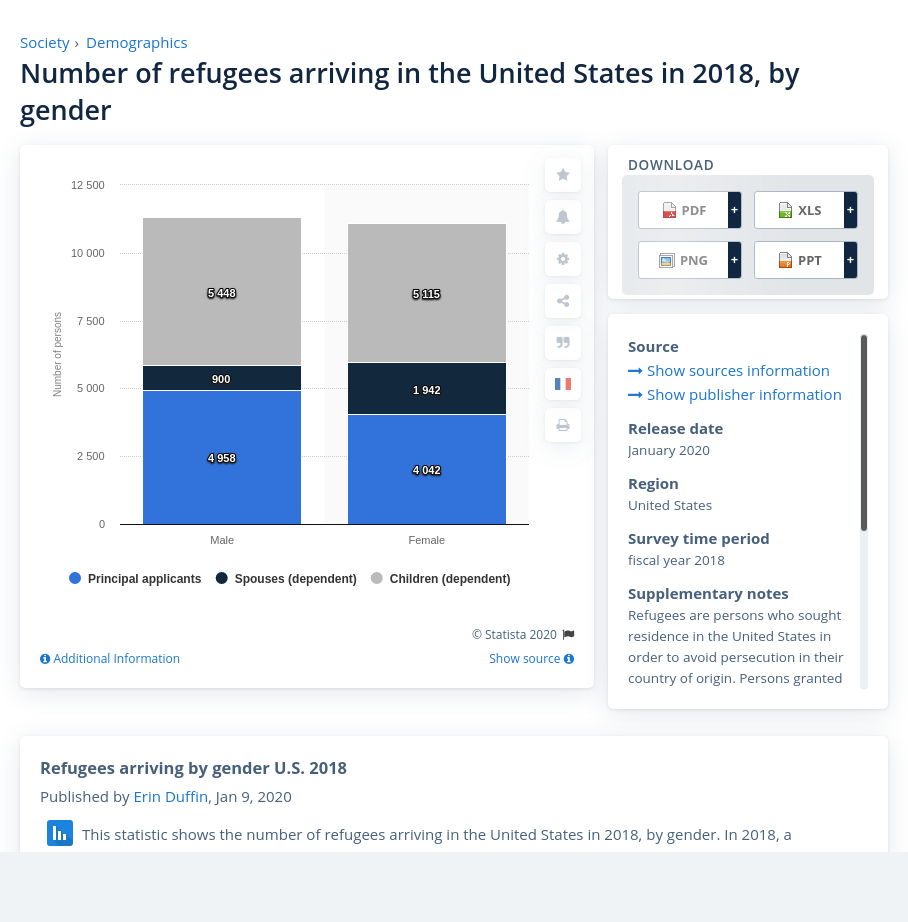 Society › Demographics
Number of refugees arriving in the United States in 2018, by
gender
12 500
10 000
7 500
5 000
2 500
0
Number of persons
5 448
900
4 958
5 115
1 942
4 042
Male
Female
Principal applicants
Spouses (dependent)
Children (dependent)
© Statista 2020
Additional Information
Show source
DOWNLOAD
PDF +
XLS +
PNG +
PPT +
Source
Show sources information
Show publisher information
Release date
January 2020
Region
United States
Survey time period
fiscal year 2018
Supplementary notes
Refugees are persons who sought
residence in the United States in
order to avoid persecution in their
country of origin. Persons granted
Refugees arriving by gender U.S. 2018
Published by Erin Duffin, Jan 9, 2020
This statistic shows the number of refugees arriving in the United States in 2018, by gender. In 2018, a